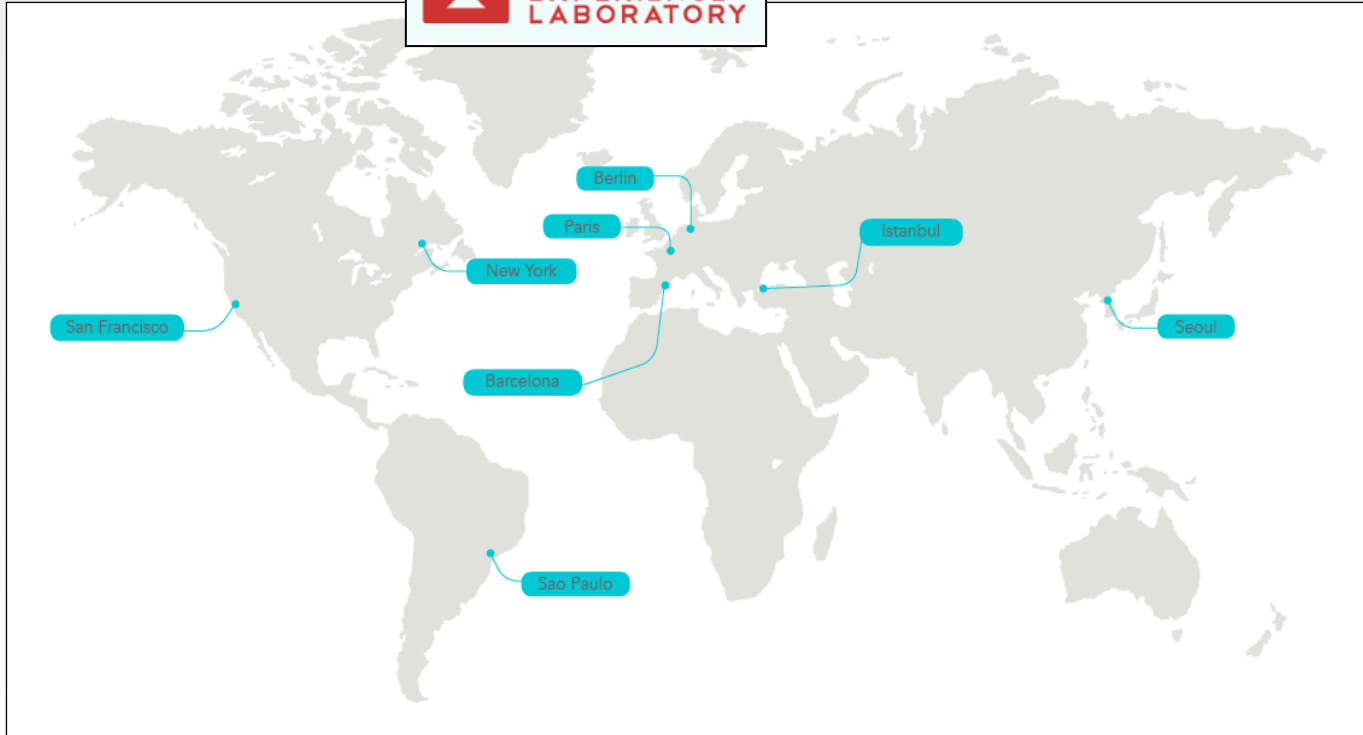 LABORATORY
Berlin
Paris
Istanbul
New York
San Francisco
Seoul
Barcelona
Sao Paulo